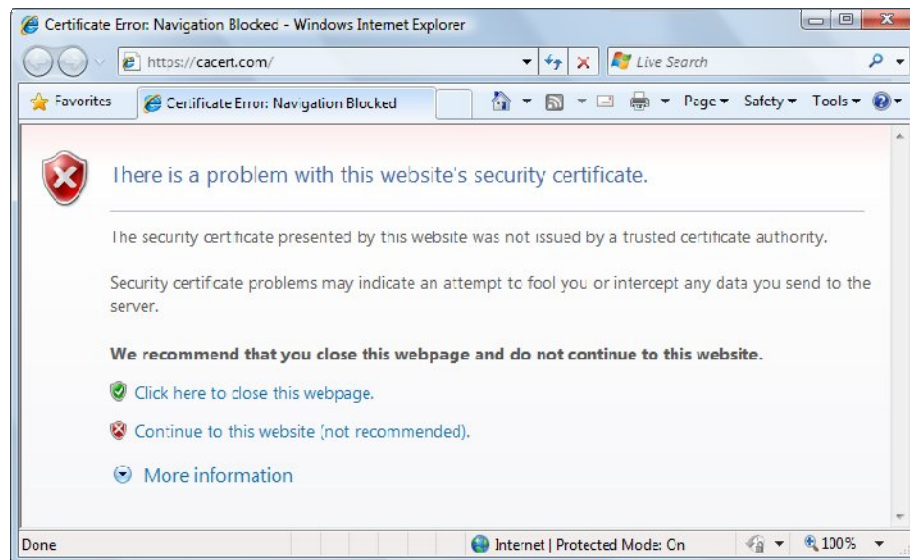 Certificate Error: Navigation Blocked - Windows Internet Explorer
https://cacert.com/
Live Search
Favorites
Certificate Error: Navigation Blocked
Page
Safety
Tools
There is a problem with this website's security certificate.
The security certificate presented by this website was not issued by a trusted certificate authority.
Security certificate problems may indicate an attempt to fool you or intercept any data you send to the
server.
We recommend that you close this webpage and do not continue to this website.
Click here to close this webpage.
Continue to this website (not recommended).
More information
Done
Internet | Protected Mode: On
100%